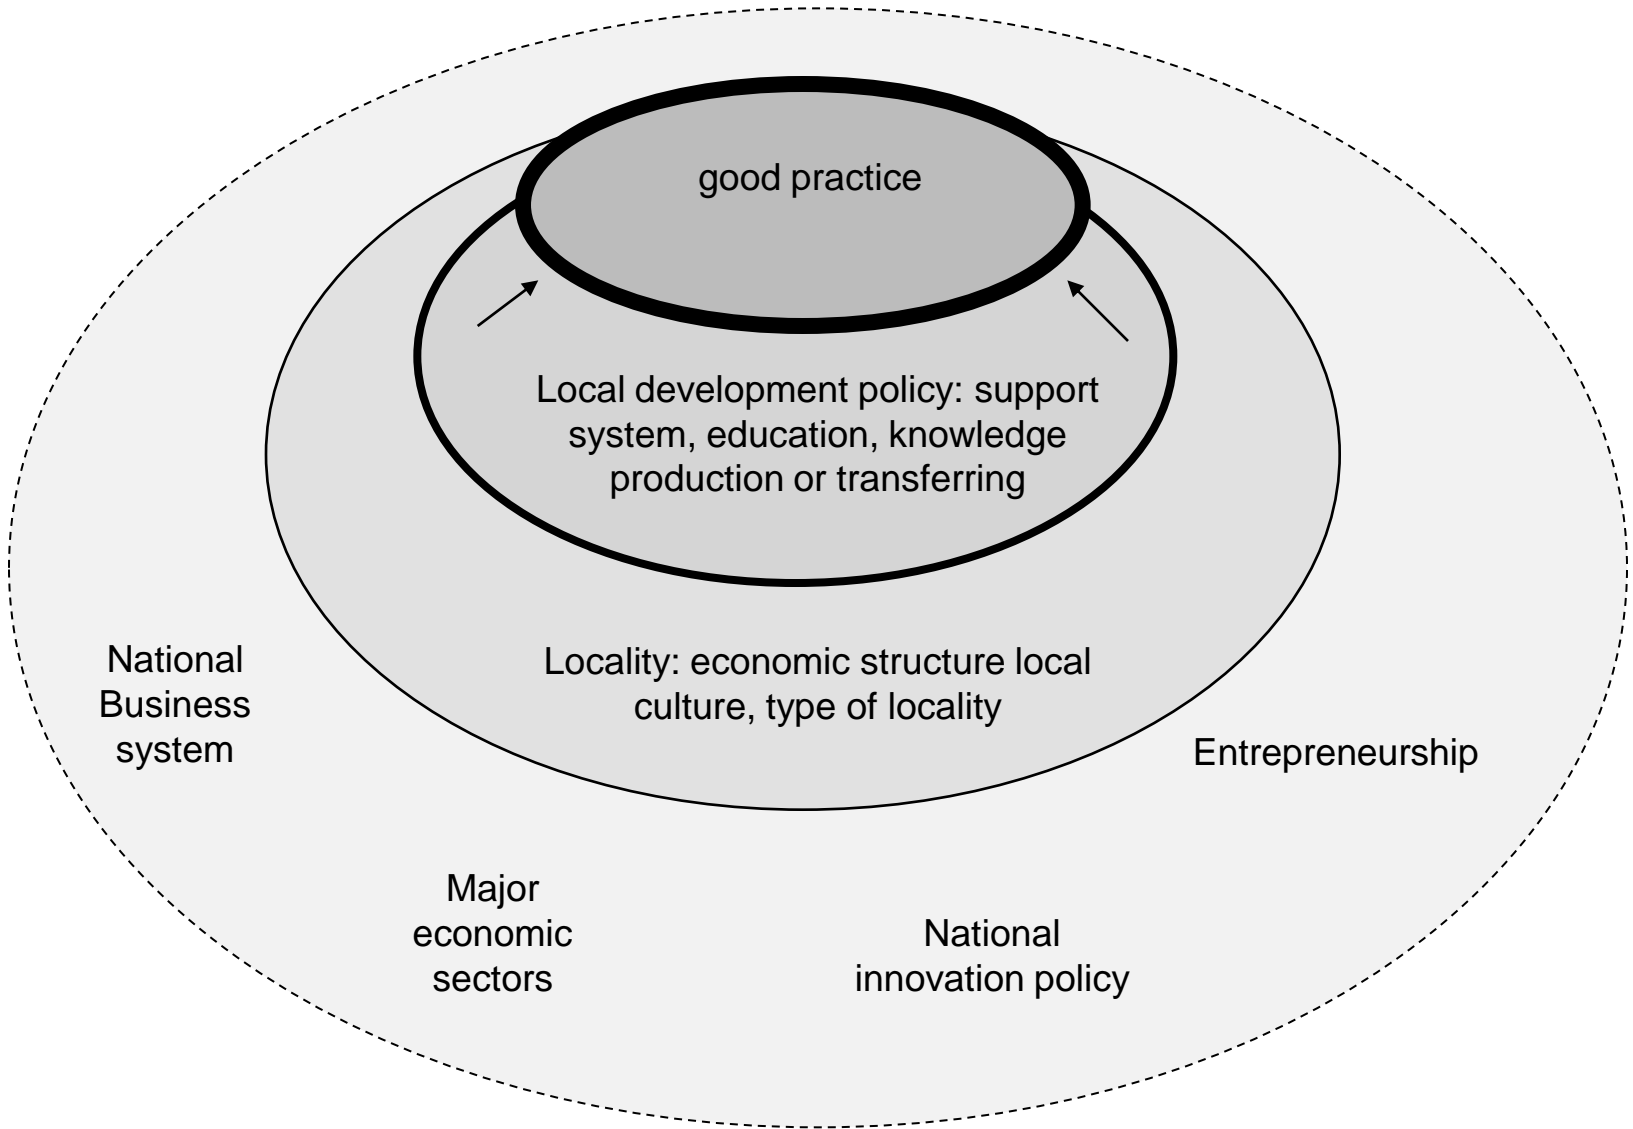 good practice
Local development policy: support
system, education, knowledge
production or transferring
Locality: economic structure local
culture, type of locality
National
Business
system
Entrepreneurship
Major
economic
sectors
National
innovation policy